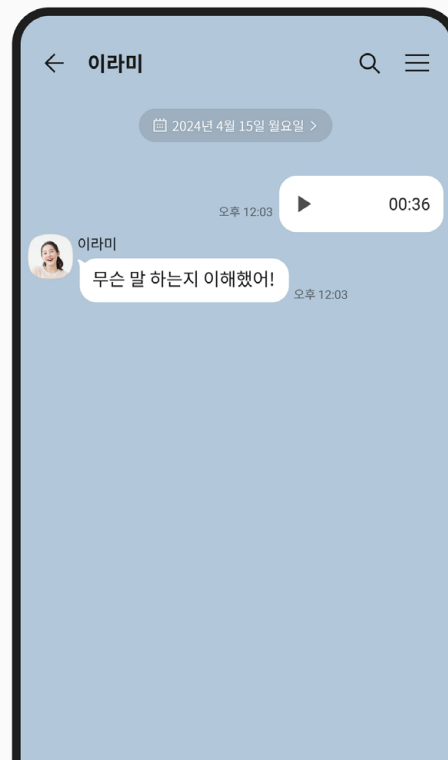 이라미
2024년 4월 15일 월요일
오후 12:03
00:36
이라미
무슨 말 하는지 이해했어!
오후 12:03